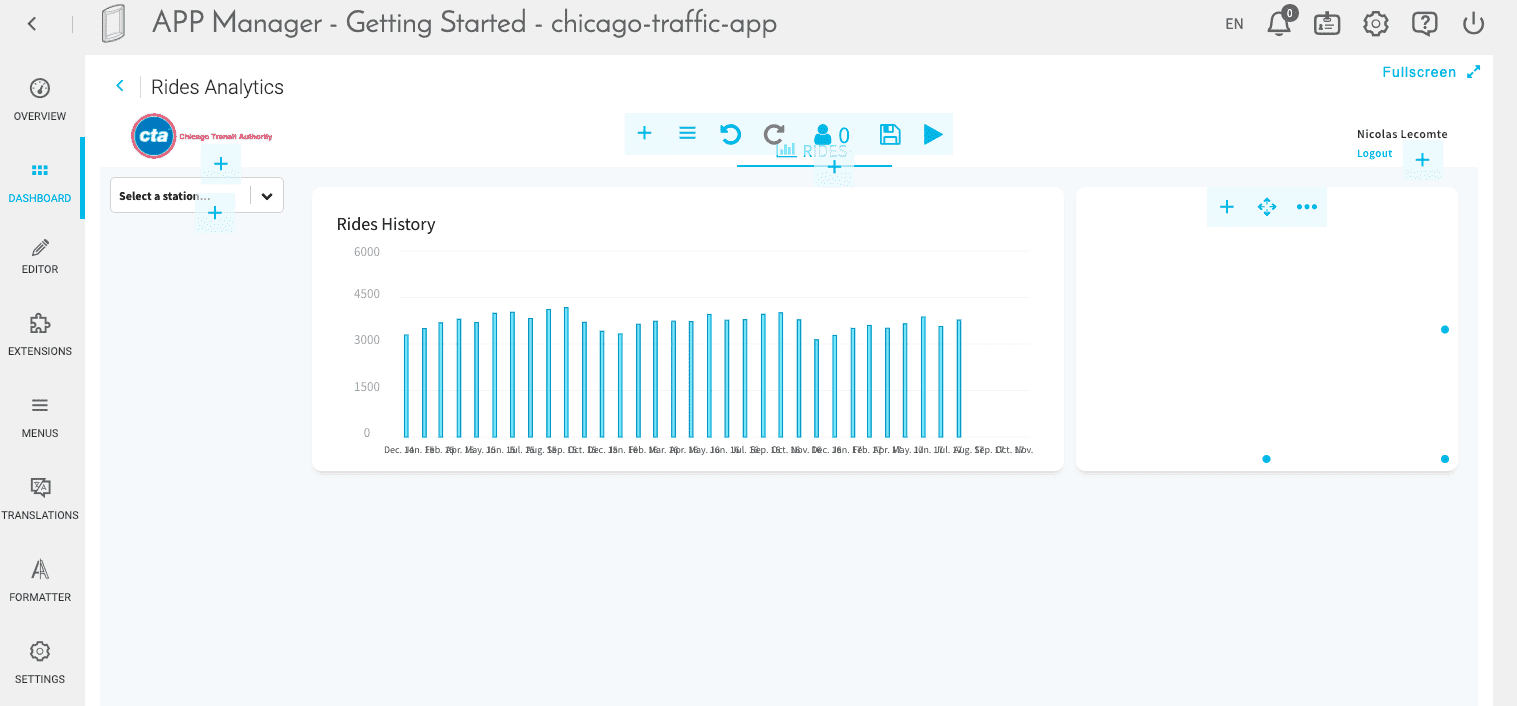 APP Manager - Getting Started - chicago-traffic-app
EN
0
Fullscreen
Rides Analytics
OVERVIEW
cta Chicago Transit Authority
0
RIDES
Nicolas Lecomte
Logout
DASHBOARD
Select a station...
Rides History
EDITOR
6000
4500
3000
1500
0
EXTENSIONS
MENUS
TRANSLATIONS
FORMATTER
SETTINGS